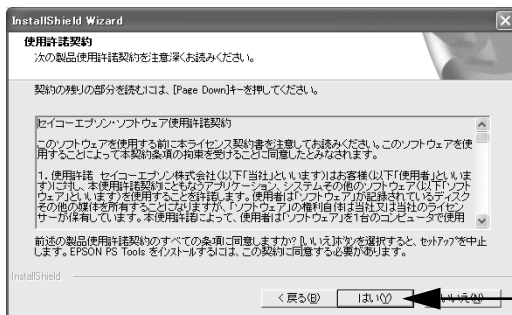 InstallShield Wizard
使用許諾契約
次の製品使用許諾契約を注意深くお読みください。
契約の残りの部分を読むには、[Page Down]キーを押してください。
セイコーエプソン・ソフトウェア使用許諾契約
このソフトウェアを使用する前に本ライセンス契約書を注意してお読みください。このソフトウェアを使
用することによって本契約条項の拘束を受けることに同意したとみなされます。
1. 使用許諾 セイコーエプソン株式会社(以下「当社」といいます)はお客様(以下「使用者」といいま
す)に対し、本使用許諾契約にともなうアプリケーション、システムその他のソフトウェア(以下「ソフト
ウェア」といいます)を使用することを許諾します。使用者は「ソフトウェア」が記録されているディスク
その他の媒体を所有することになりますが、「ソフトウェア」の権利自体は当社又は当社のライセン
サーが保有しています。本使用許諾によって、使用者は「ソフトウェア」を1台のコンピュータで使用
前述の製品使用許諾契約のすべての条項に同意しますか?[いいえ]ボタンを選択すると、セットアップを中止
します。EPSON PS Tools をインストールするには、この契約に同意する必要があります。
InstallShield
< 戻る(B)
はい(Y)
いいえ(N)